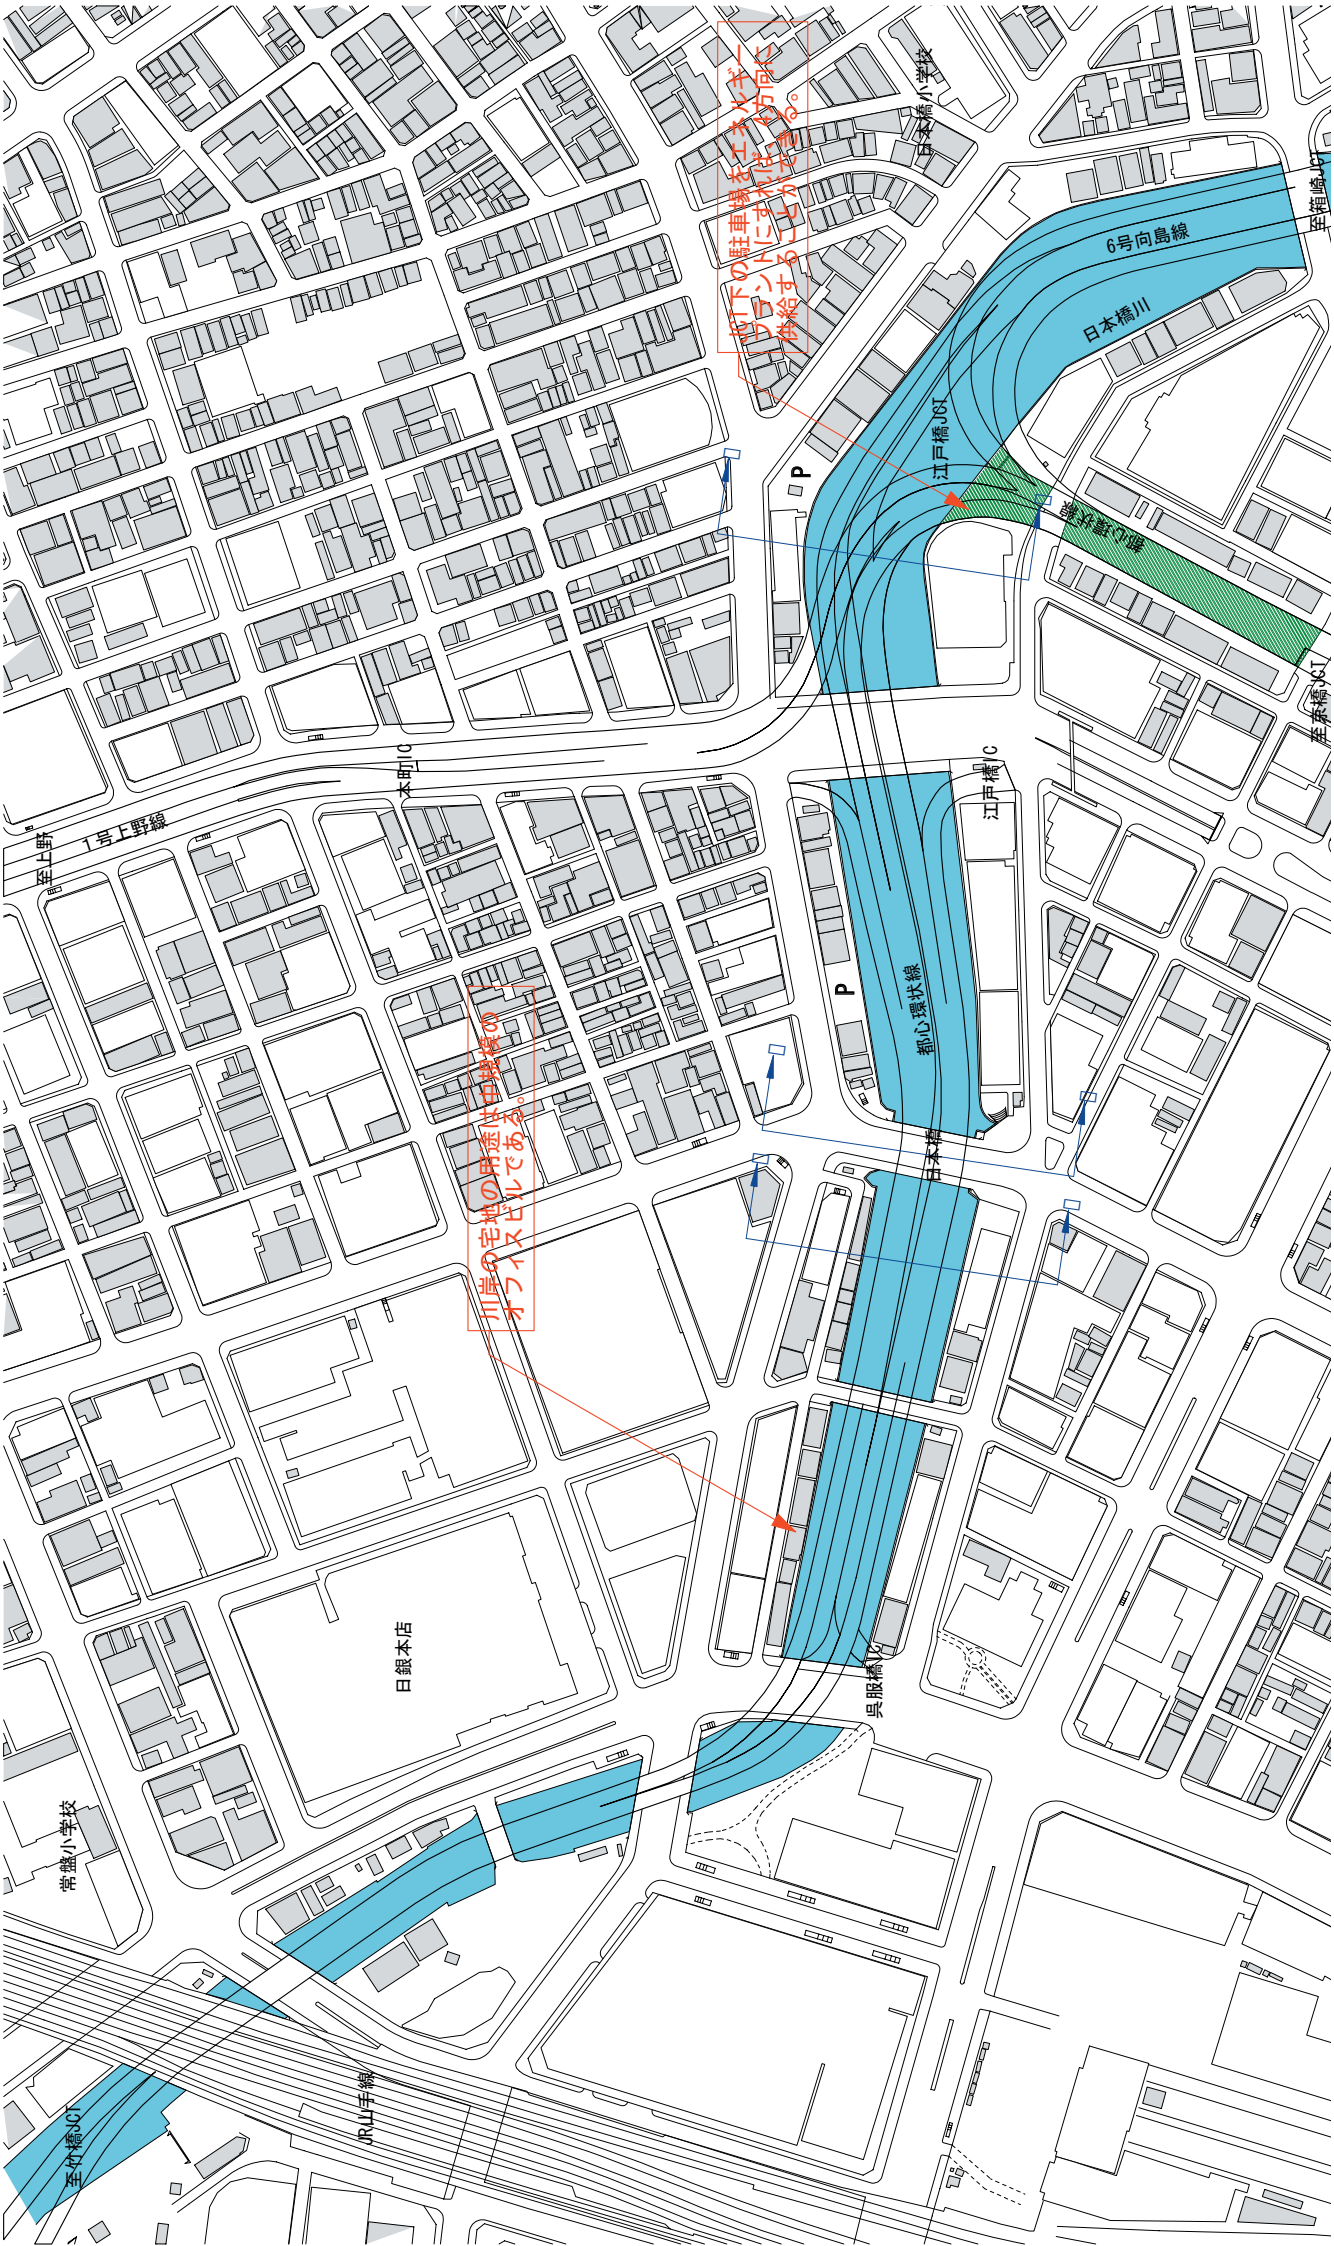 至竹橋JCT
JR山手線
常盤小学校
日銀本店
呉服橋IC
川岸の宅地の用途は中規模の
オフィスビルである。
日本橋
都心環状線
P
至上野
1号上野線
本町IC
江戸橋IC
P
江戸橋JCT
都心環状線
至京橋JCT
JCT下の駐車場をエネルギー
プラントにすれば、4方向に
供給することができる。
日本橋小学校
日本橋川
6号向島線
至箱崎JCT